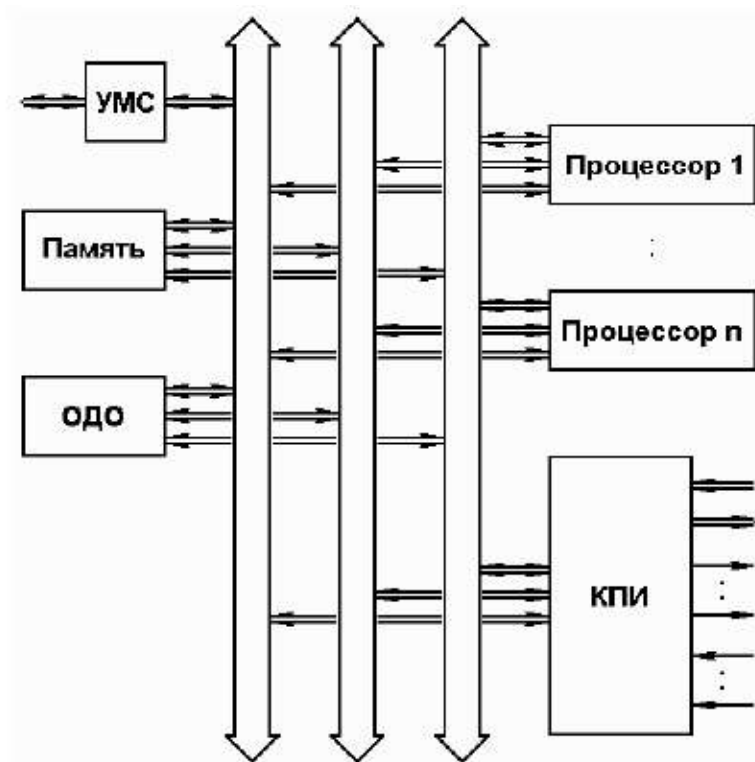 УМС
Процессор 1
Память
Процессор n
ОДО
КПИ